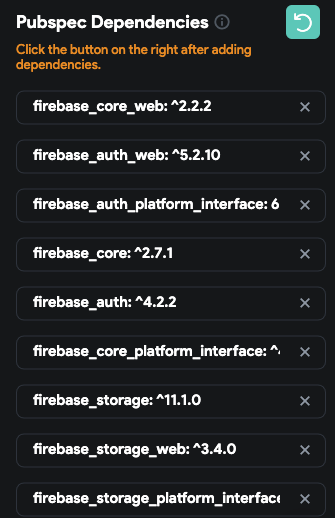 Pubspec Dependencies
Click the button on the right after adding
dependencies.
firebase_core_web: ^2.2.2
firebase_auth_web: ^5.2.10
firebase_auth_platform_interface: 6
firebase_core: ^2.7.1
firebase_auth: ^4.2.2
firebase_core_platform_interface: ^
firebase_storage: ^11.1.0
firebase_storage_web: ^3.4.0
firebase_storage_platform_interface